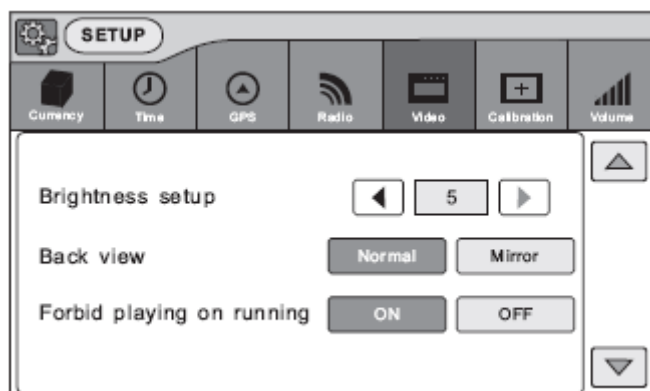 SETUP
Currency Time GPS Radio Video Calibration Volume
Brightness setup 5
Back view Normal Mirror
Forbid playing on running ON OFF